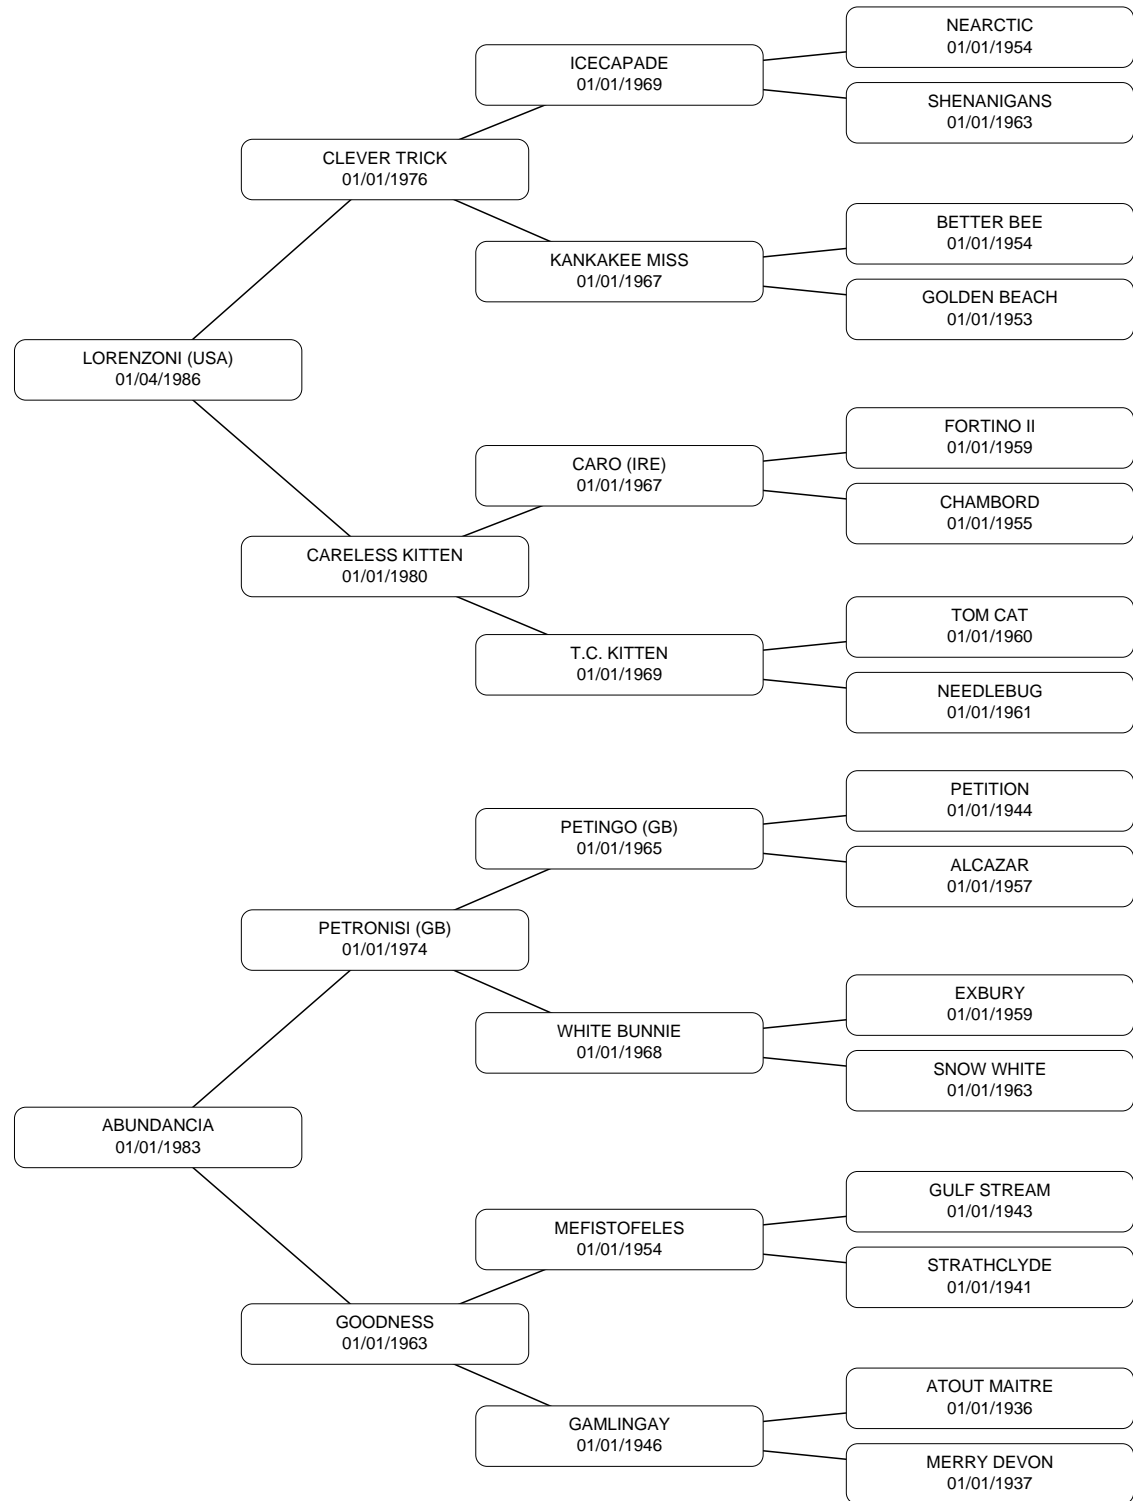 NEARCTIC
01/01/1954
ICECAPADE
01/01/1969
SHENANIGANS
01/01/1963
CLEVER TRICK
01/01/1976
BETTER BEE
01/01/1954
KANKAKEE MISS
01/01/1967
GOLDEN BEACH
01/01/1953
LORENZONI (USA)
01/04/1986
FORTINO II
01/01/1959
CARO (IRE)
01/01/1967
CHAMBORD
01/01/1955
CARELESS KITTEN
01/01/1980
TOM CAT
01/01/1960
T.C. KITTEN
01/01/1969
NEEDLEBUG
01/01/1961
PETITION
01/01/1944
PETINGO (GB)
01/01/1965
ALCAZAR
01/01/1957
PETRONISI (GB)
01/01/1974
EXBURY
01/01/1959
WHITE BUNNIE
01/01/1968
SNOW WHITE
01/01/1963
ABUNDANCIA
01/01/1983
GULF STREAM
01/01/1943
MEFISTOFELES
01/01/1954
STRATHCLYDE
01/01/1941
GOODNESS
01/01/1963
ATOUT MAITRE
01/01/1936
GAMLINGAY
01/01/1946
MERRY DEVON
01/01/1937